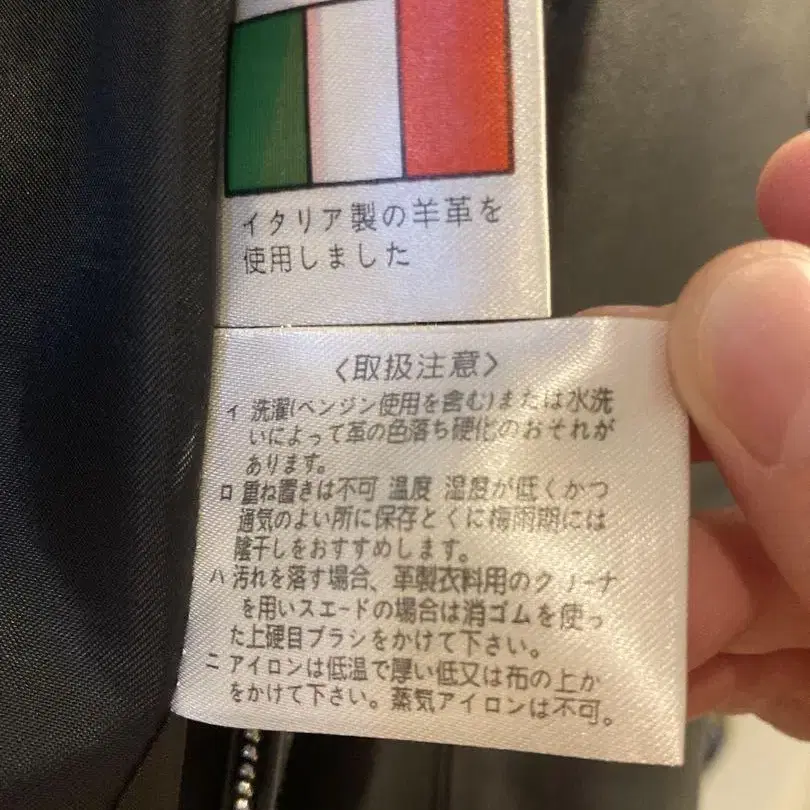 イタリア製の羊革を
使用しました
〈取扱注意〉
イ 洗濯(ベンジン使用を含む)または水洗
いによって革の色落ち硬化のおそれが
あります。
ロ 重ね置きは不可 温度 湿度が低くかつ
通気のよい所に保存とくに梅雨期には
陰干しをおすすめします。
ハ 汚れを落す場合、革製衣料用のクリーナ
を用いスエードの場合は消ゴムを使っ
た上硬目ブラシをかけて下さい。
ニ アイロンは低温で厚い低又は布の上か
をかけて下さい。蒸気アイロンは不可。